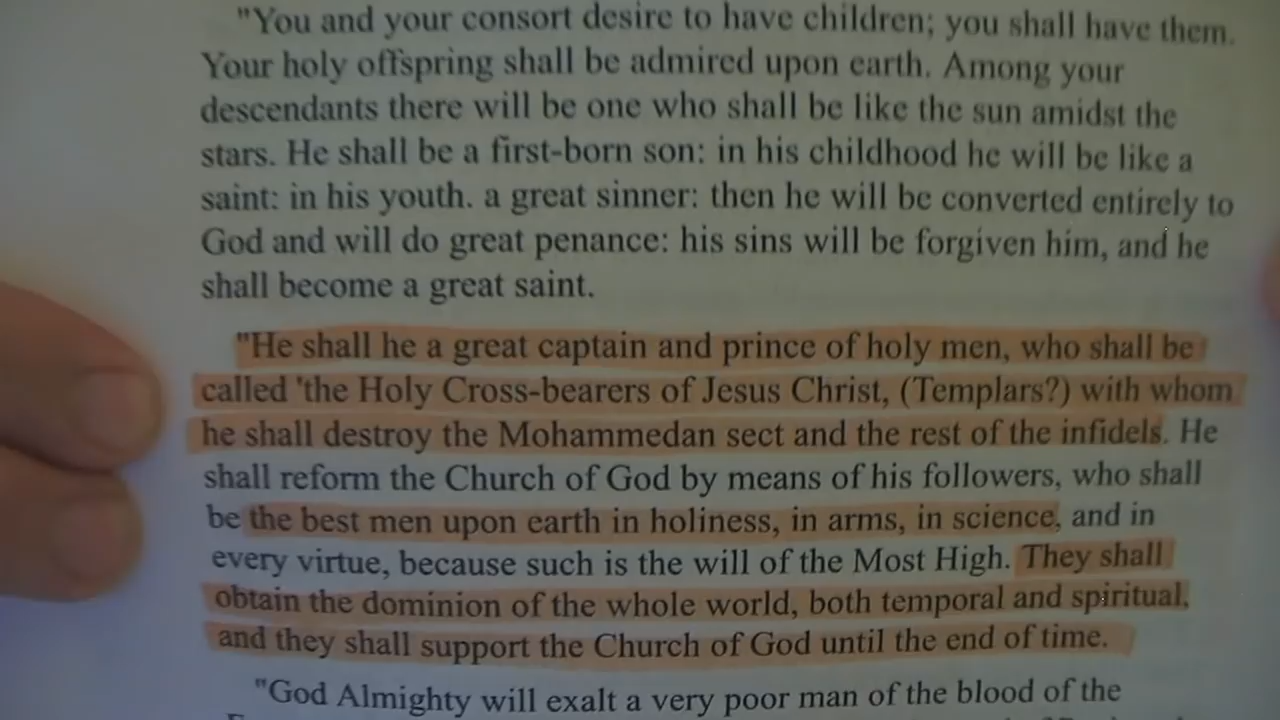 "You and your consort desire to have children; you shall have them.
Your holy offspring shall be admired upon earth. Among your
descendants there will be one who shall be like the sun amidst the
stars. He shall be a first-born son: in his childhood he will be like a
saint: in his youth. a great sinner: then he will be converted entirely to
God and will do great penance: his sins will be forgiven him, and he
shall become a great saint.
"He shall he a great captain and prince of holy men, who shall be
called 'the Holy Cross-bearers of Jesus Christ, (Templars?) with whom
he shall destroy the Mohammedan sect and the rest of the infidels. He
shall reform the Church of God by means of his followers, who shall
be the best men upon earth in holiness, in arms, in science, and in
every virtue, because such is the will of the Most High. They shall
obtain the dominion of the whole world, both temporal and spiritual,
and they shall support the Church of God until the end of time.
"God Almighty will exalt a very poor man of the blood of the